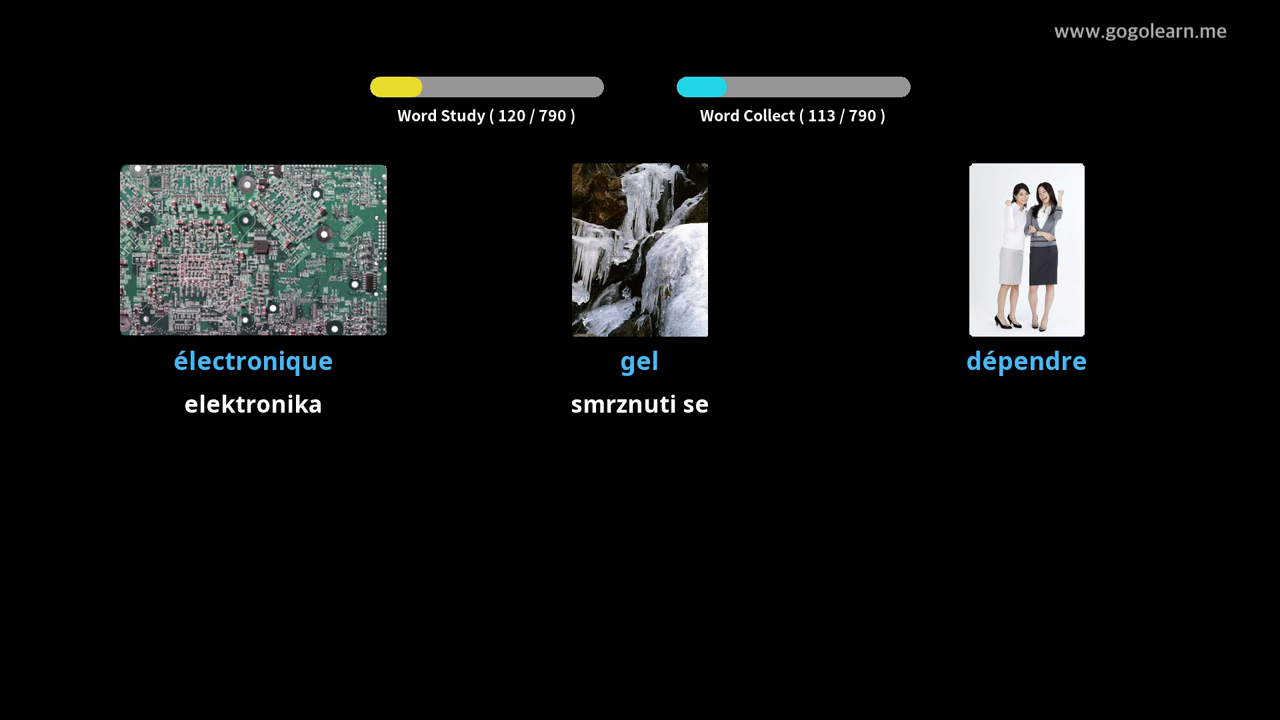 www.gogolearn.me
Word Study ( 120 / 790 )
Word Collect ( 113 / 790 )
électronique
gel
dépendre
elektronika
smrznuti se